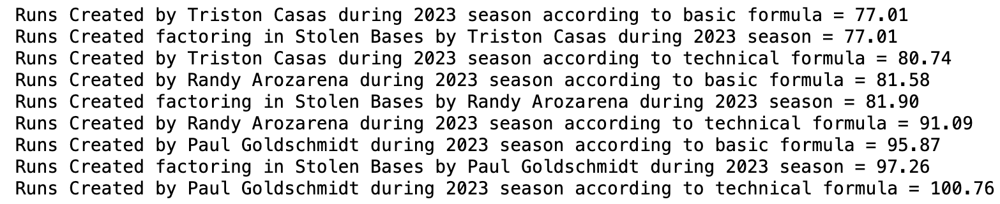 Runs Created by Triston Casas during 2023 season according to basic formula = 77.01
Runs Created factoring in Stolen Bases by Triston Casas during 2023 season = 77.01
Runs Created by Triston Casas during 2023 season according to technical formula = 80.74
Runs Created by Randy Arozarena during 2023 season according to basic formula = 81.58
Runs Created factoring in Stolen Bases by Randy Arozarena during 2023 season = 81.90
Runs Created by Randy Arozarena during 2023 season according to technical formula = 91.09
Runs Created by Paul Goldschmidt during 2023 season according to basic formula = 95.87
Runs Created factoring in Stolen Bases by Paul Goldschmidt during 2023 season = 97.26
Runs Created by Paul Goldschmidt during 2023 season according to technical formula = 100.76